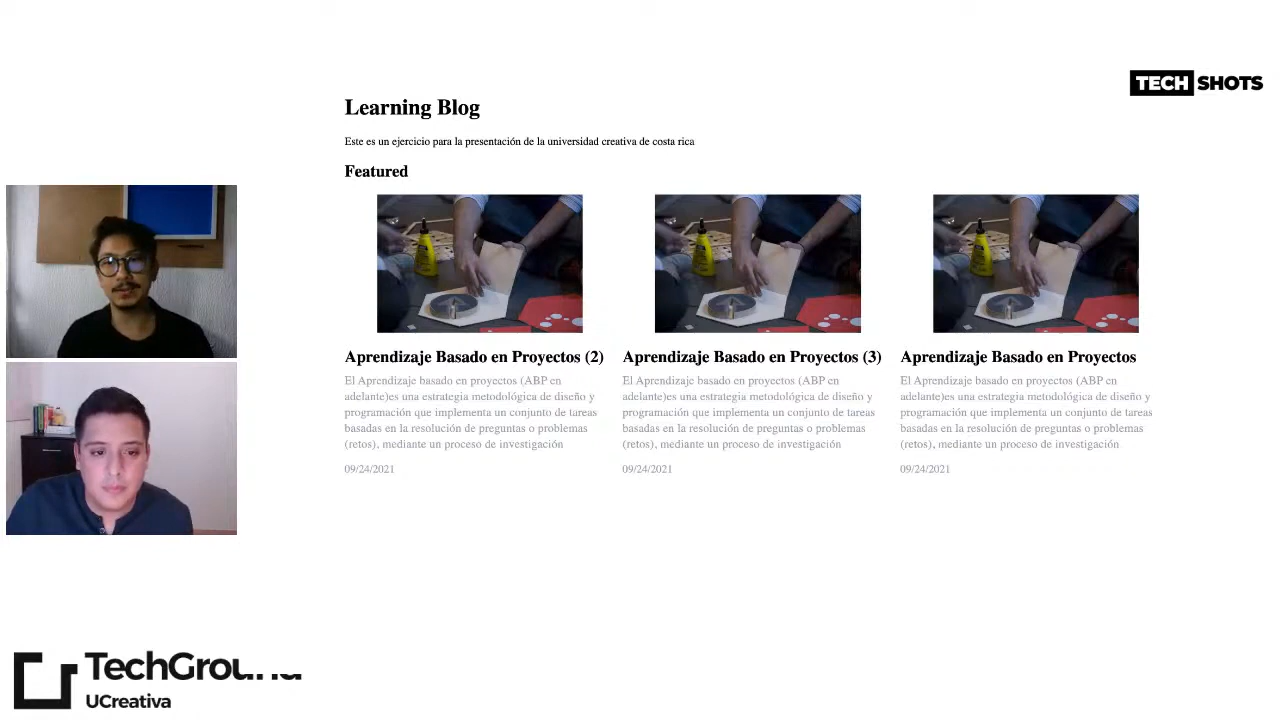 TECH SHOTS
Learning Blog
Este es un ejercicio para la presentación de la universidad creativa de costa rica
Featured
Aprendizaje Basado en Proyectos (2)
El Aprendizaje basado en proyectos (ABP en
adelante)es una estrategia metodológica de diseño y
programación que implementa un conjunto de tareas
basadas en la resolución de preguntas o problemas
(retos), mediante un proceso de investigación
09/24/2021
Aprendizaje Basado en Proyectos (3)
El Aprendizaje basado en proyectos (ABP en
adelante)es una estrategia metodológica de diseño y
programación que implementa un conjunto de tareas
basadas en la resolución de preguntas o problemas
(retos), mediante un proceso de investigación
09/24/2021
Aprendizaje Basado en Proyectos
El Aprendizaje basado en proyectos (ABP en
adelante)es una estrategia metodológica de diseño y
programación que implementa un conjunto de tareas
basadas en la resolución de preguntas o problemas
(retos), mediante un proceso de investigación
09/24/2021
TechGround
UCreativa